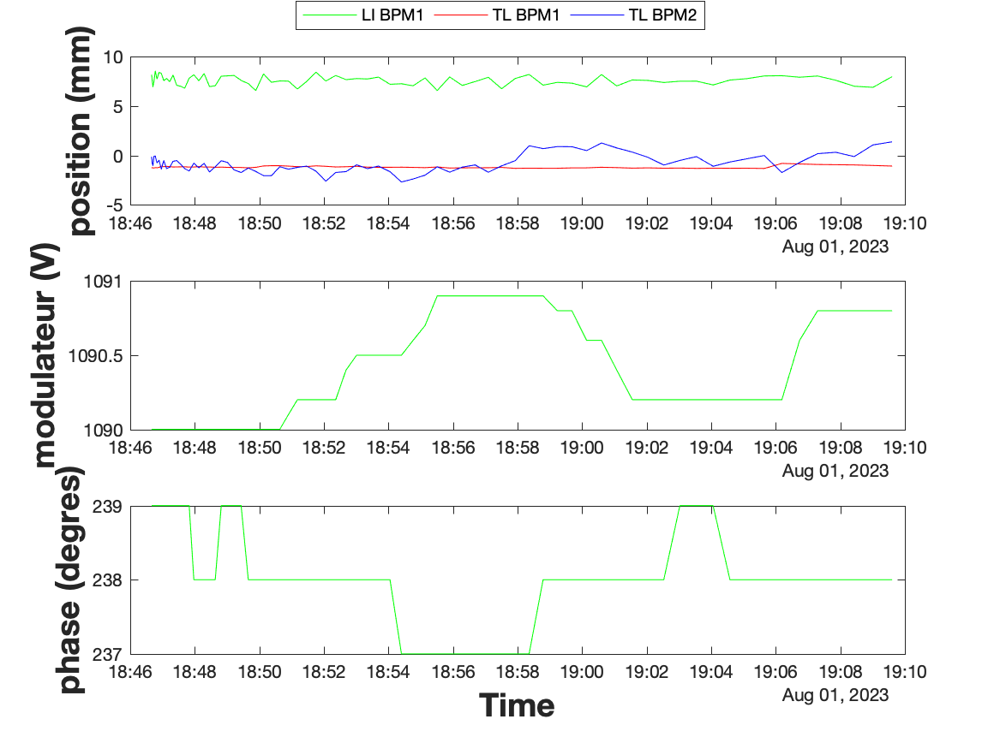 LI BPM1 TL BPM1 TL BPM2
position (mm)
10
5
0
-5
18:46 18:48 18:50 18:52 18:54 18:56 18:58 19:00 19:02 19:04 19:06 19:08 19:10
Aug 01, 2023
modulateur (V)
1091
1090.5
1090
18:46 18:48 18:50 18:52 18:54 18:56 18:58 19:00 19:02 19:04 19:06 19:08 19:10
Aug 01, 2023
phase (degres)
239
238
237
18:46 18:48 18:50 18:52 18:54 18:56 18:58 19:00 19:02 19:04 19:06 19:08 19:10
Aug 01, 2023
Time